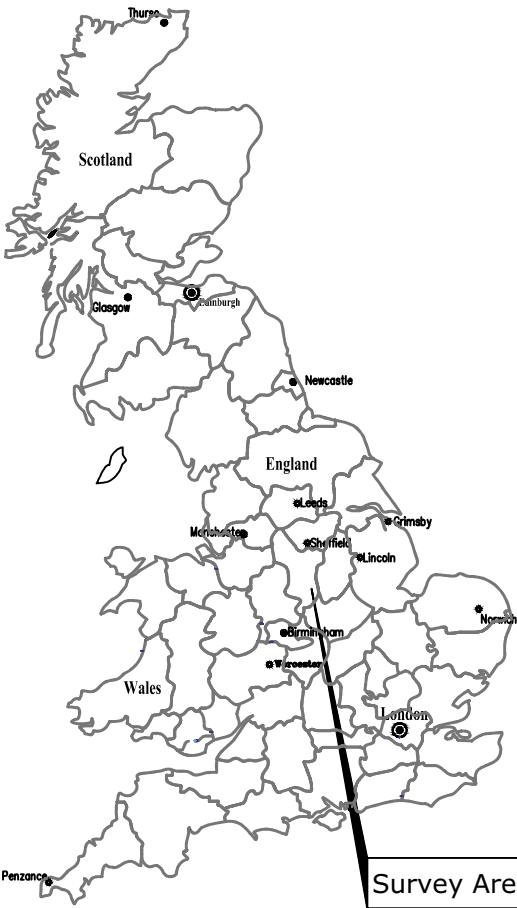 Thurso
Scotland
Edinburgh
Glasgow
Newcastle
England
Leeds
Grimsby
Manchester
Sheffield
Lincoln
Norwich
Birmingham
Worcester
Wales
London
Penzance
Survey Are